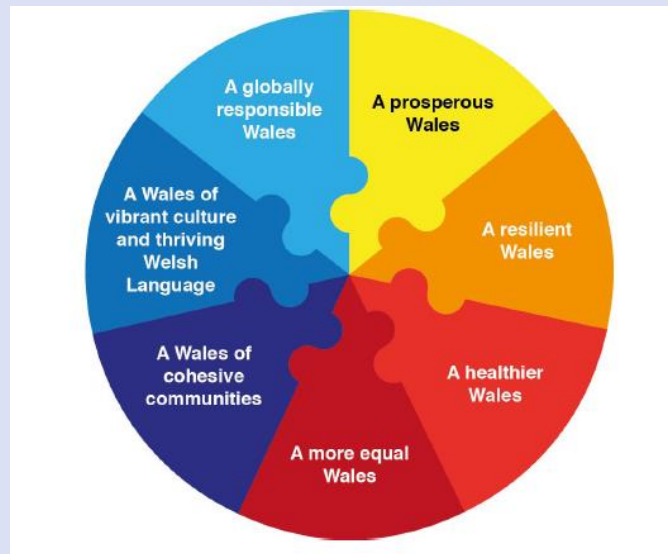 A prosperous
Wales
A resilient
Wales
A healthier
Wales
A more equal
Wales
A Wales of
cohesive
communities
A Wales of
vibrant culture
and thriving
Welsh
Language
A globally
responsible
Wales